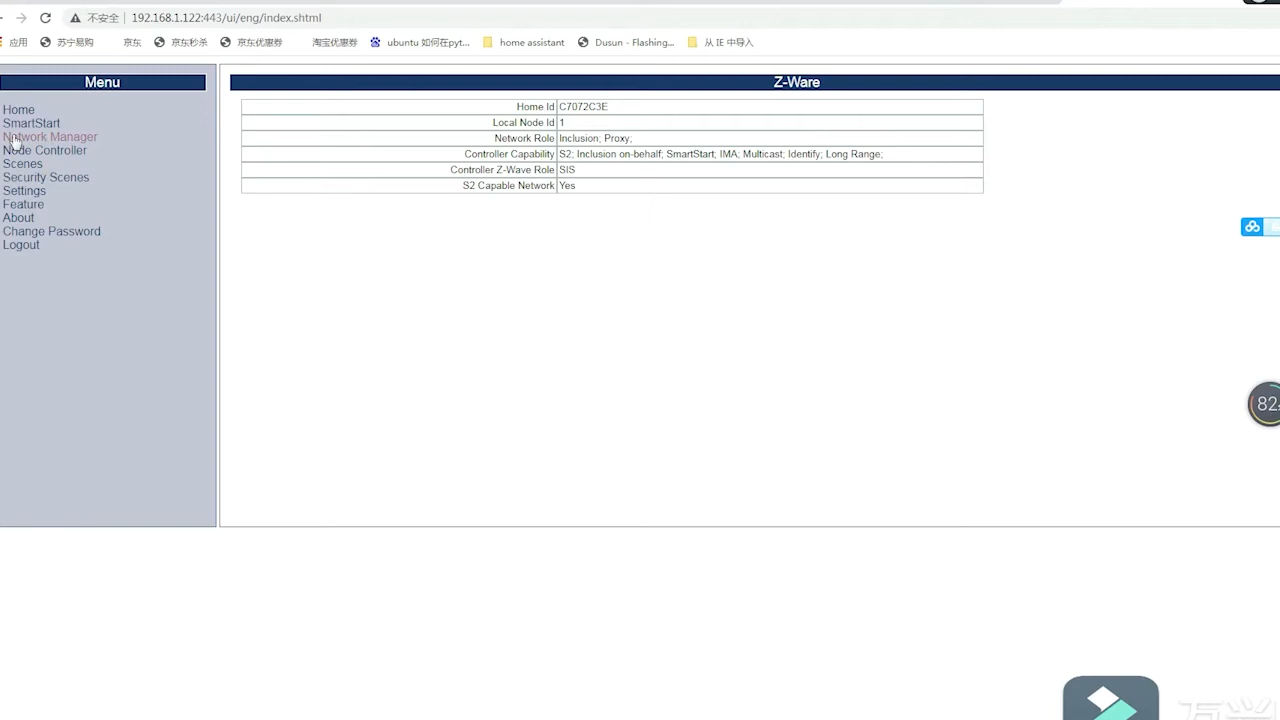 不安全 192.168.1.122:443/ui/eng/index.shtml
应用 苏宁易购 京东 京东秒杀 京东优惠券 淘宝优惠券 ubuntu 如何在pyt... home assistant Dusun - Flashing... 从 IE 中导入
Menu
Home
SmartStart
Network Manager
Node Controller
Scenes
Security Scenes
Settings
Feature
About
Change Password
Logout
Z-Ware
Home Id C7072C3E
Local Node Id 1
Network Role Inclusion; Proxy;
Controller Capability S2; Inclusion on-behalf; SmartStart; IMA; Multicast; Identify; Long Range;
Controller Z-Wave Role SIS
S2 Capable Network Yes
82